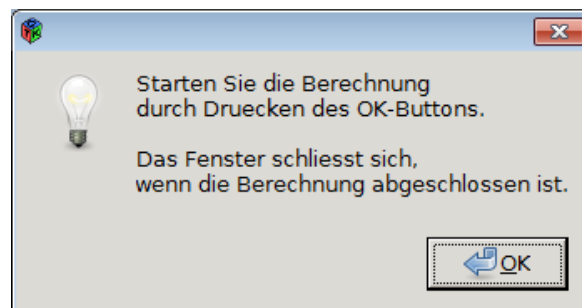 Starten Sie die Berechnung
durch Druecken des OK-Buttons.
Das Fenster schliesst sich,
wenn die Berechnung abgeschlossen ist.
OK